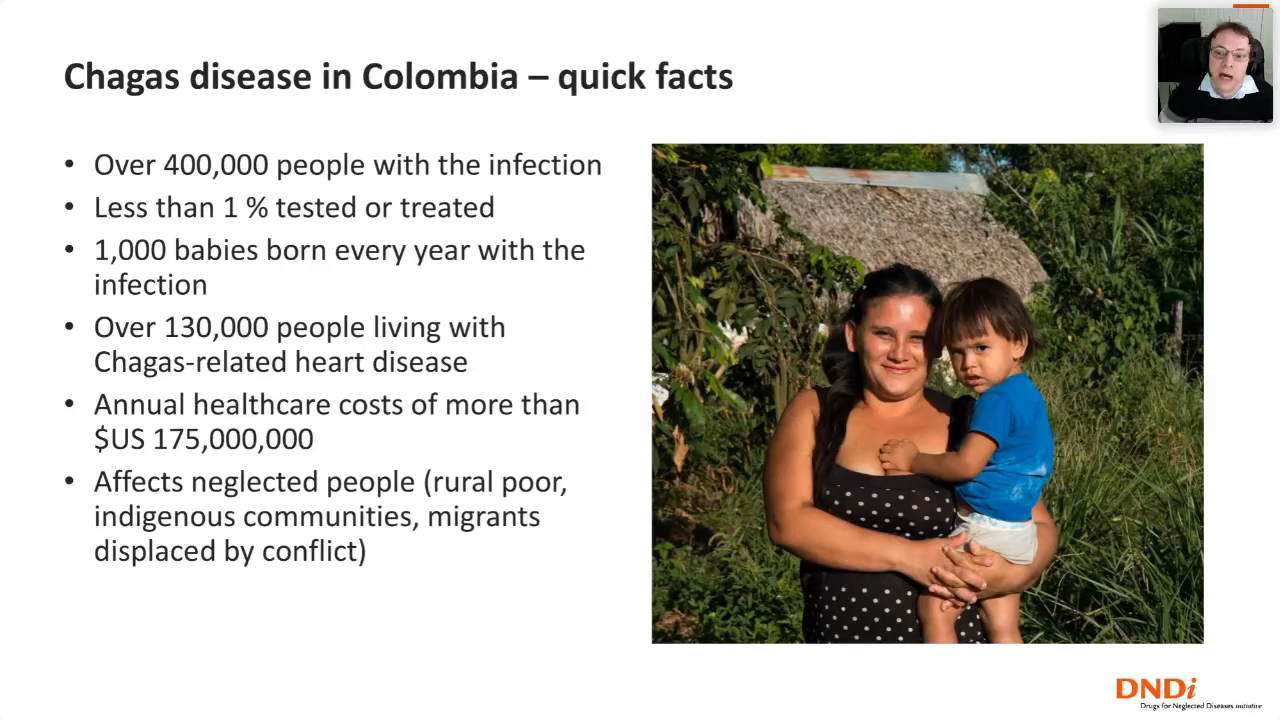 Chagas disease in Colombia – quick facts
• Over 400,000 people with the infection
• Less than 1 % tested or treated
• 1,000 babies born every year with the
infection
• Over 130,000 people living with
Chagas-related heart disease
• Annual healthcare costs of more than
$US 175,000,000
• Affects neglected people (rural poor,
indigenous communities, migrants
displaced by conflict)
DNDi
Drugs for Neglected Diseases initiative